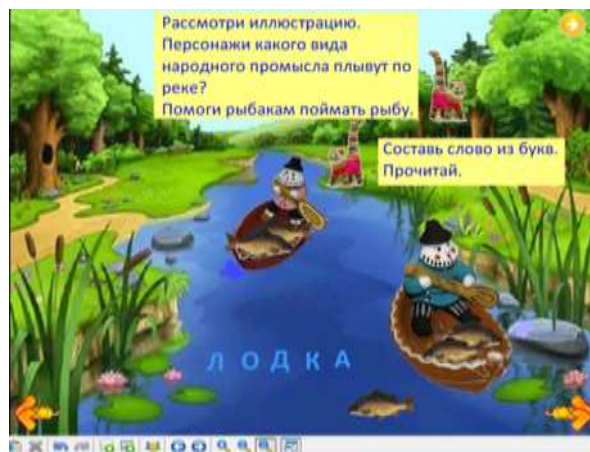 Рассмотри иллюстрацию.
Персонажи какого вида
народного промысла плывут по
реке?
Помоги рыбакам поймать рыбу.
Составь слово из букв.
Прочитай.
Л О Д К А